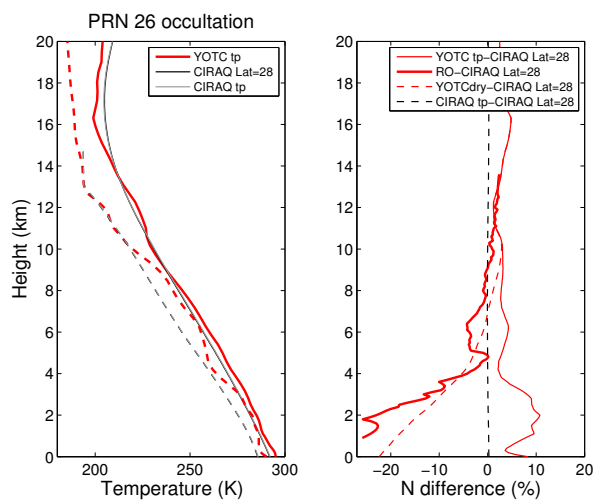 PRN 26 occultation
YOTC tp
CIRAQ Lat=28
CIRAQ tp
20
18
16
14
12
10
8
6
4
2
0
200
250
300
Height (km)
Temperature (K)
YOTC tp−CIRAQ Lat=28
RO−CIRAQ Lat=28
YOTCdry−CIRAQ Lat=28
CIRAQ tp−CIRAQ Lat=28
20
18
16
14
12
10
8
6
4
2
0
−20
−10
0
10
20
N difference (%)